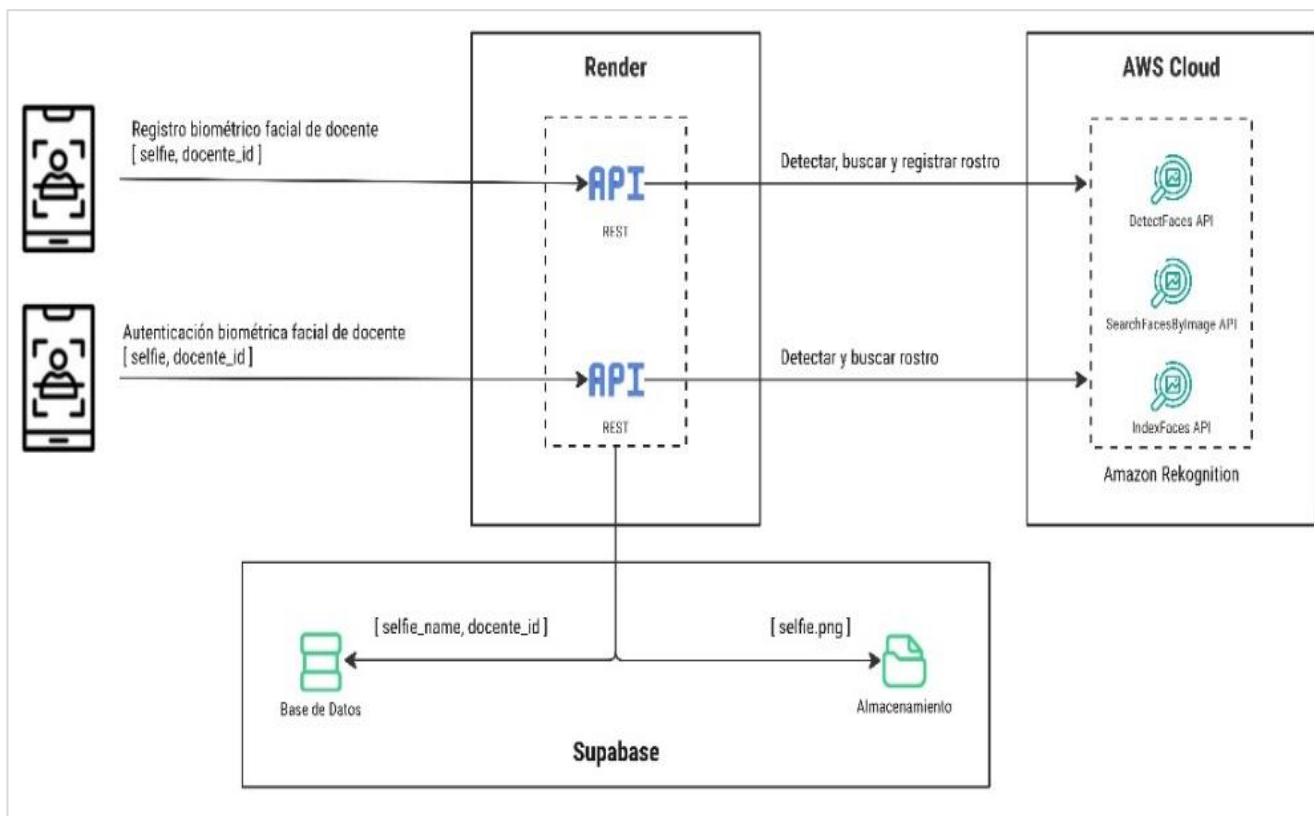 Render
AWS Cloud
Registro biométrico facial de docente
[ selfie, docente_id ]
API
REST
Detectar, buscar y registrar rostro
DetectFaces API
SearchFacesByImage API
Autenticación biométrica facial de docente
[ selfie, docente_id ]
API
REST
Detectar y buscar rostro
IndexFaces API
Amazon Rekognition
[ selfie_name, docente_id ]
[ selfie.png ]
Base de Datos
Almacenamiento
Supabase